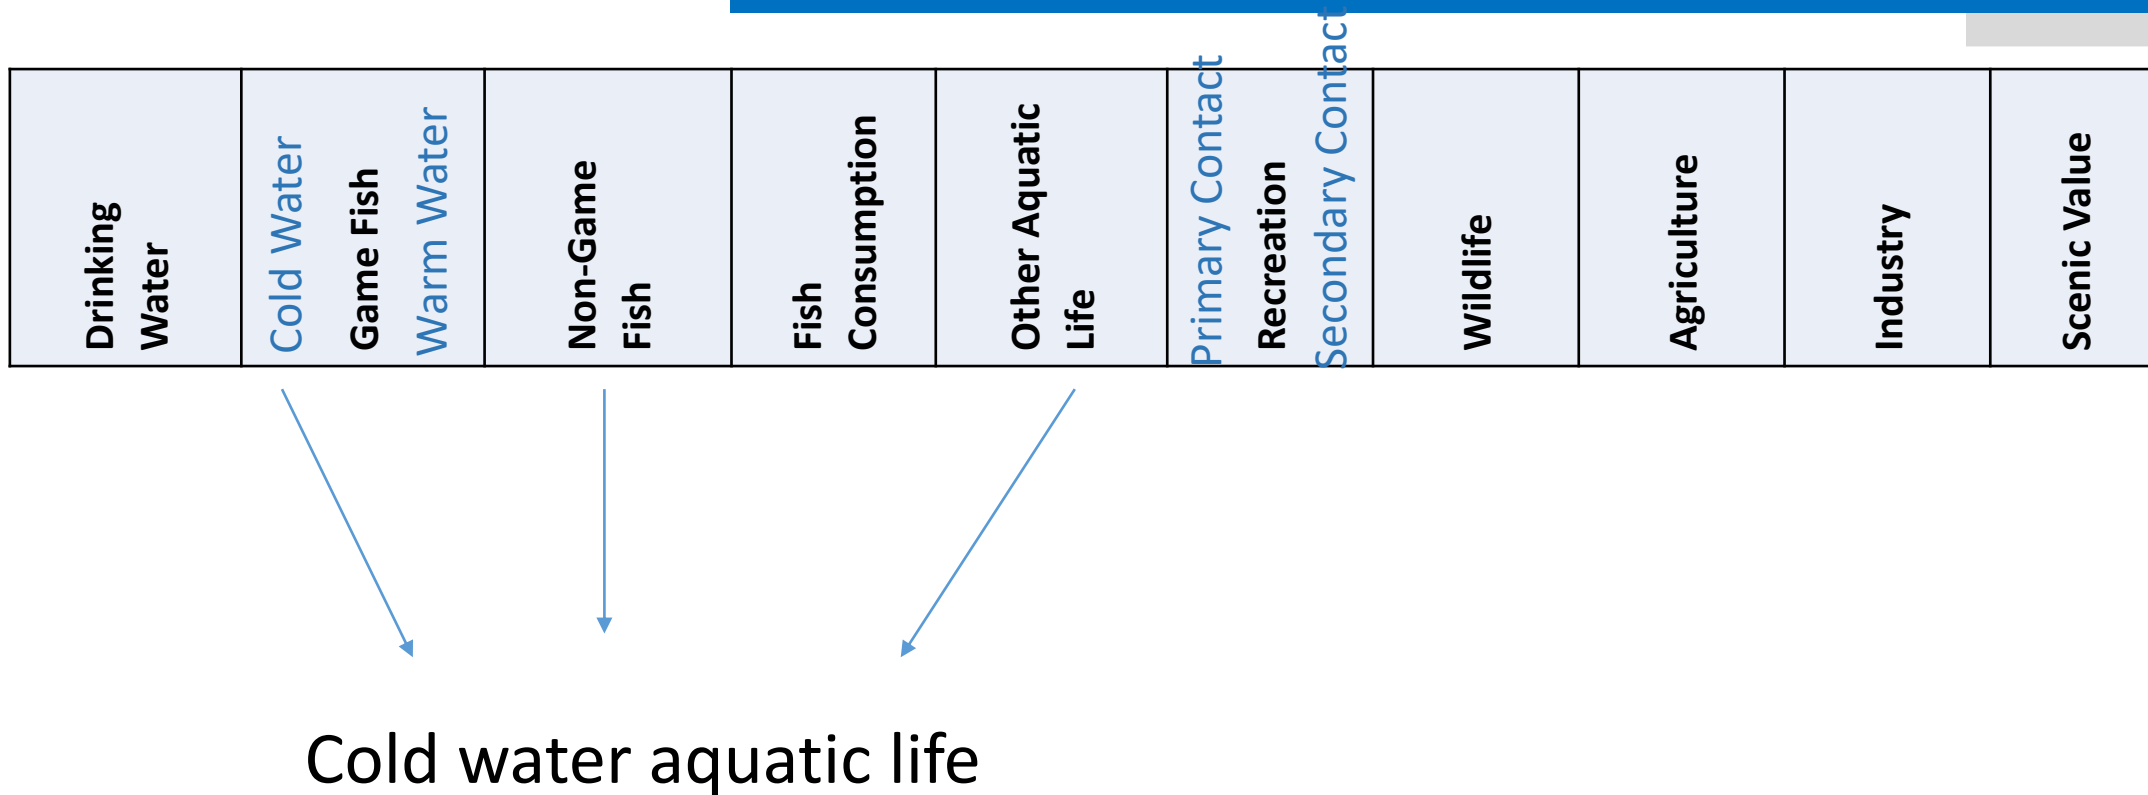 Drinking
Water
Cold Water
Game Fish
Warm Water
Non-Game
Fish
Fish
Consumption
Other Aquatic
Life
Primary Contact
Recreation
Secondary Contact
Wildlife
Agriculture
Industry
Scenic Value
Cold water aquatic life